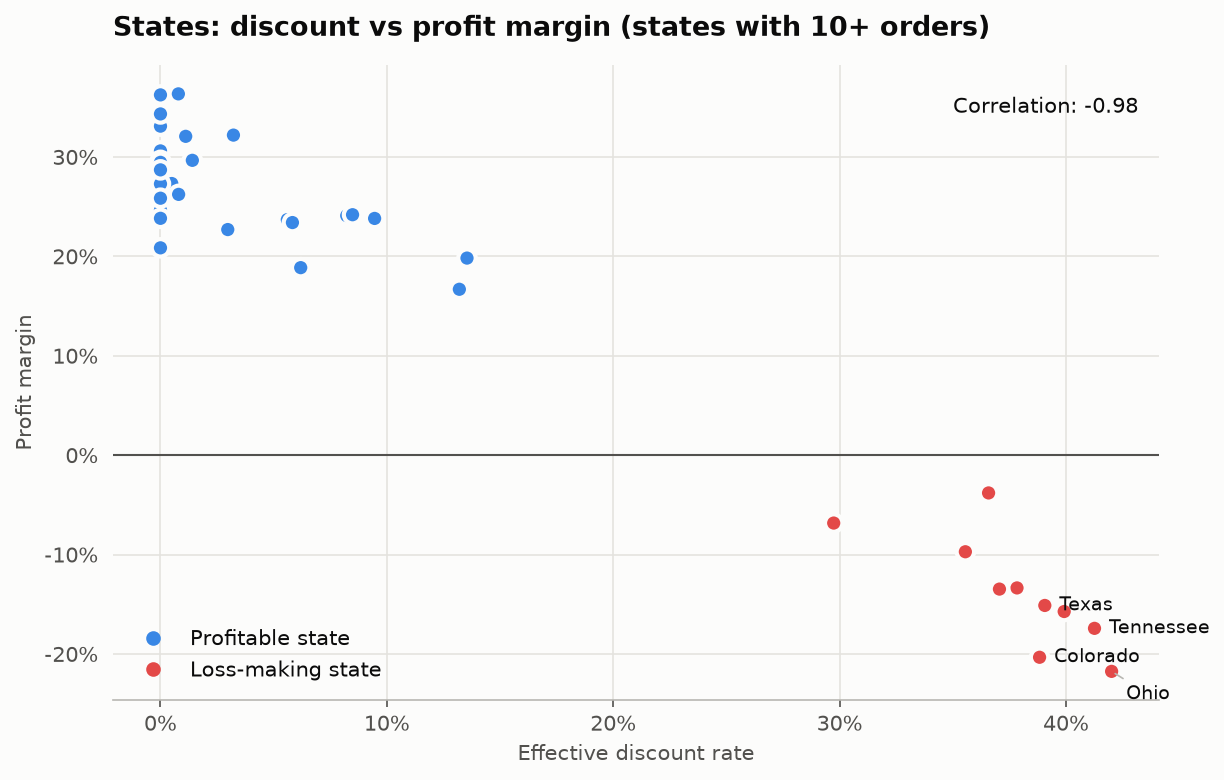 States: discount vs profit margin (states with 10+ orders)
Correlation: -0.98
30%
20%
10%
0%
-10%
-20%
Profit margin
Texas
Tennessee
Colorado
Ohio
Profitable state
Loss-making state
0%
10%
20%
30%
40%
Effective discount rate